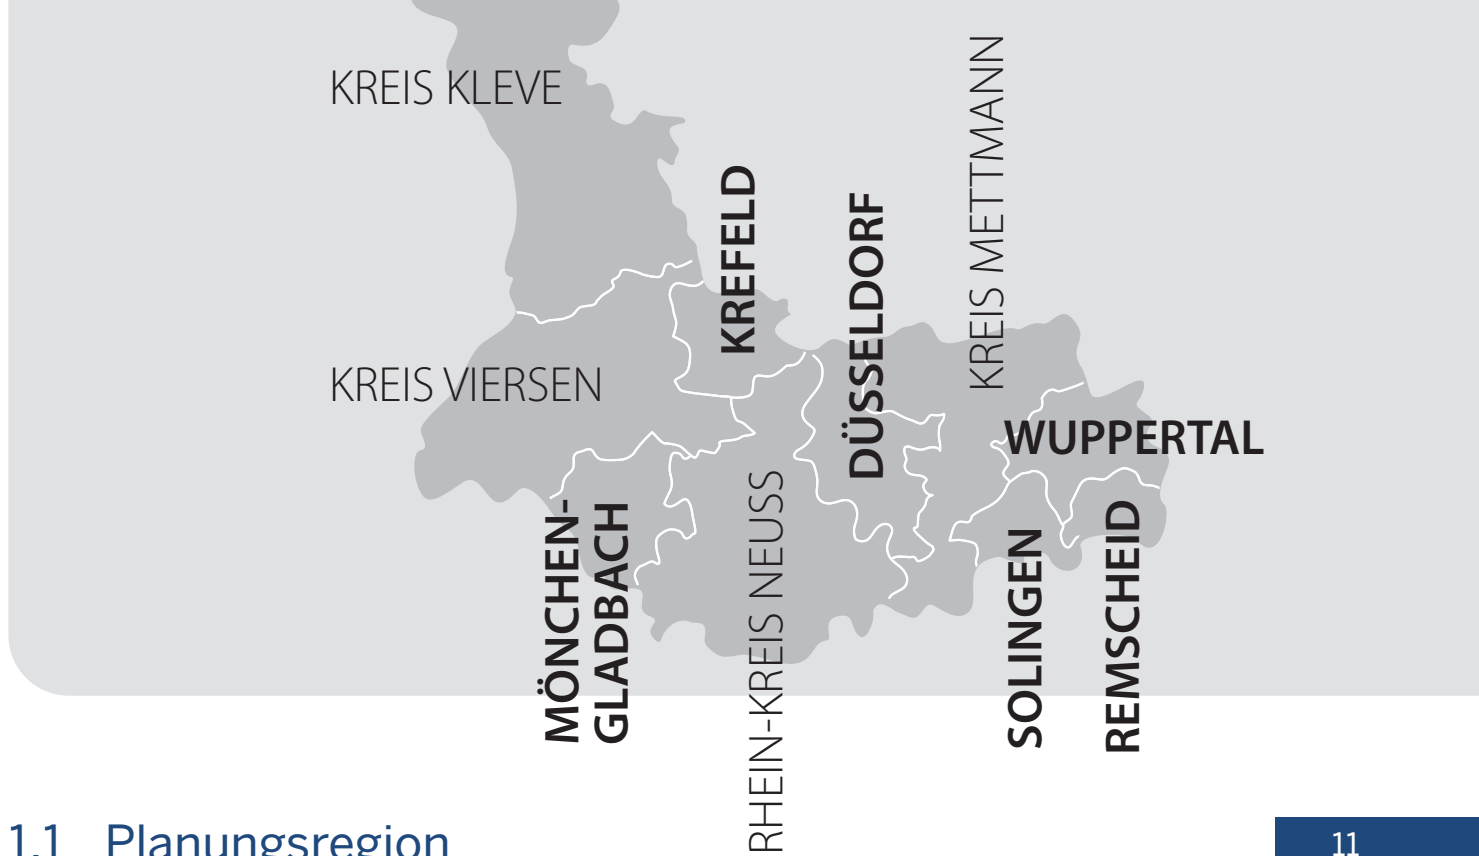 KREIS KLEVE
KREIS METTMANN
KREFELD
DÜSSELDORF
KREIS VIERSEN
WUPPERTAL
MÖNCHEN-
GLADBACH
RHEIN-KREIS NEUSS
SOLINGEN
REMSCHEID
1.1 Planungsregion
11